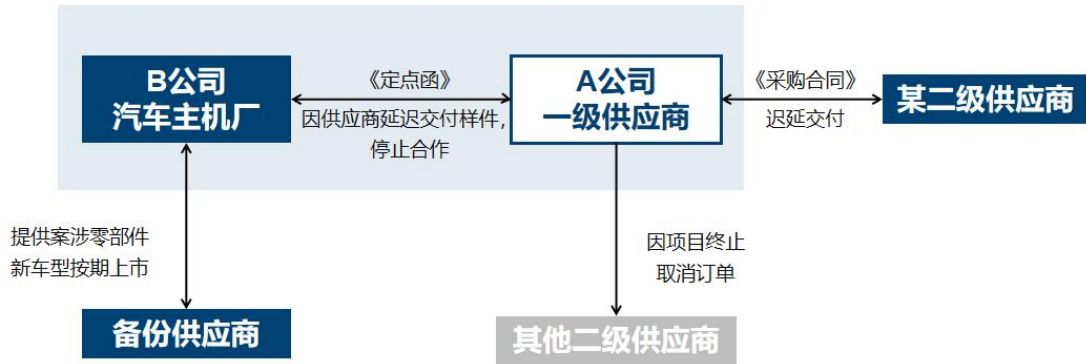 B公司
汽车主机厂
《定点函》
因供应商延迟交付样件,
停止合作
A公司
一级供应商
《采购合同》
迟延交付
某二级供应商
提供案涉零部件
新车型按期上市
因项目终止
取消订单
备份供应商
其他二级供应商